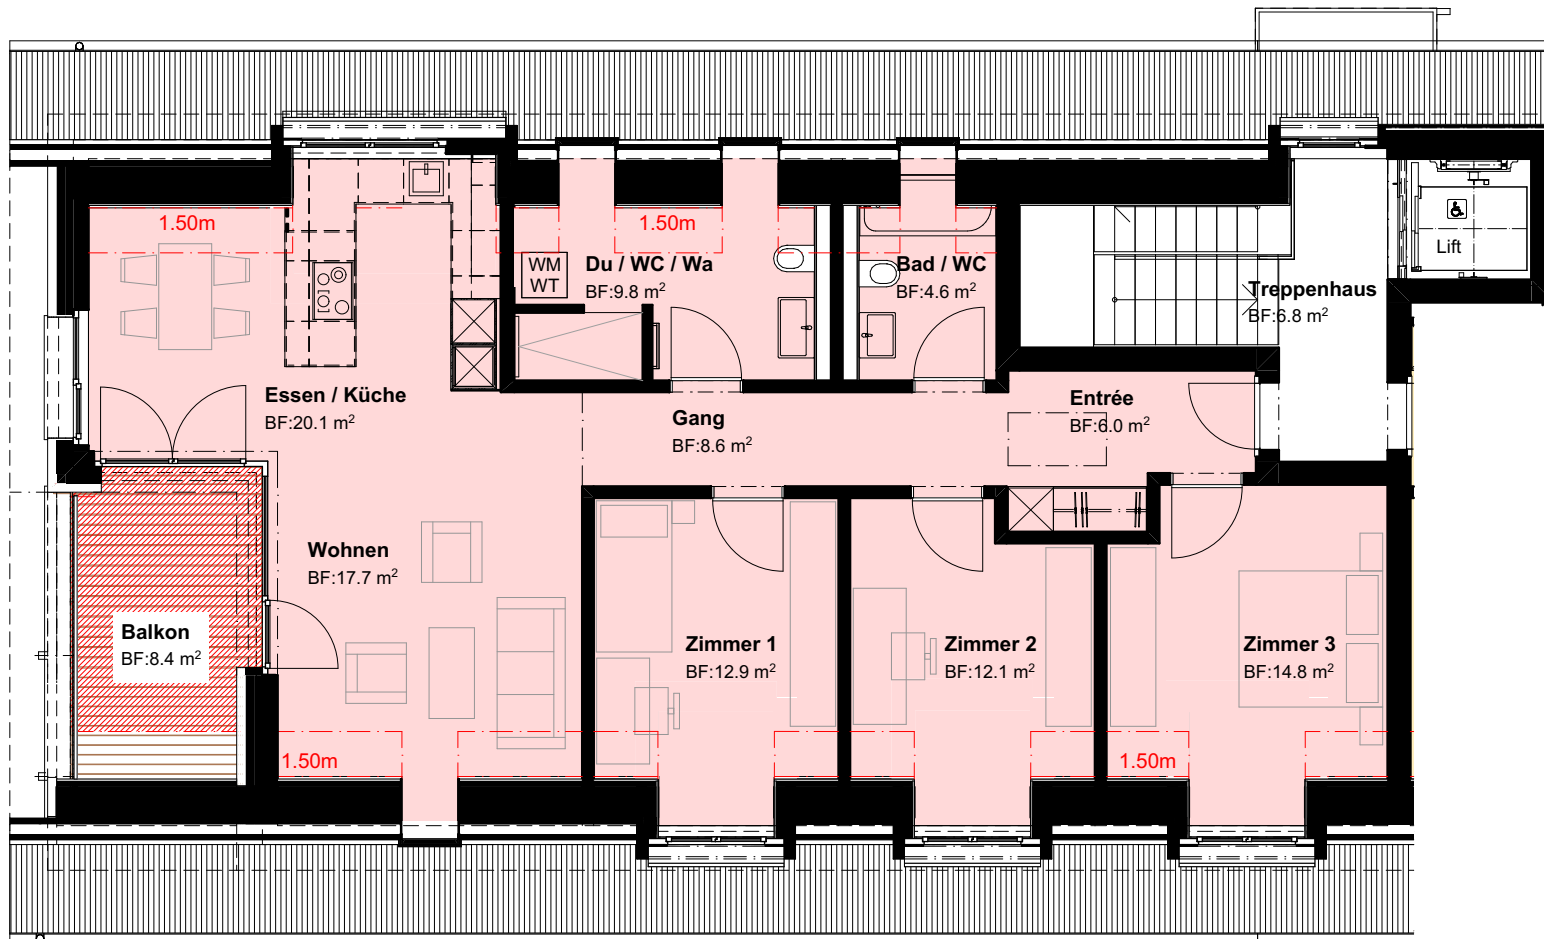 1.50m
1.50m
WM
WT
Du / WC / Wa
BF:9.8 m²
Bad / WC
BF:4.6 m²
Lift
Treppenhaus
BF:6.8 m²
Essen / Küche
BF:20.1 m²
Gang
BF:8.6 m²
Entrée
BF:6.0 m²
Wohnen
BF:17.7 m²
Balkon
BF:8.4 m²
Zimmer 1
BF:12.9 m²
Zimmer 2
BF:12.1 m²
Zimmer 3
BF:14.8 m²
1.50m
1.50m